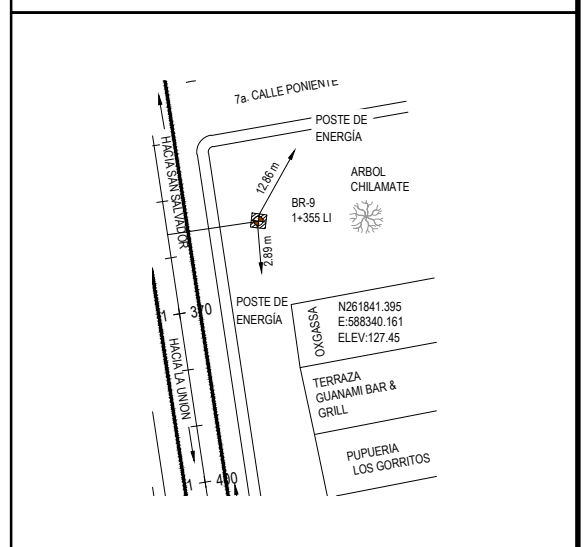 7a. CALLE PONIENTE
POSTE DE
ENERGÍA
HACIA SAN SALVADOR
12.86 m
ARBOL
CHILAMATE
BR-9
1+355 LI
2.89 m
POSTE DE
ENERGÍA
1 - 370
OXGASSA
N261841.395
E:588340.161
ELEV:127.45
HACIA LA UNION
TERRAZA
GUANAMI BAR &
GRILL
PUPUERIA
LOS GORRITOS
1 - 400